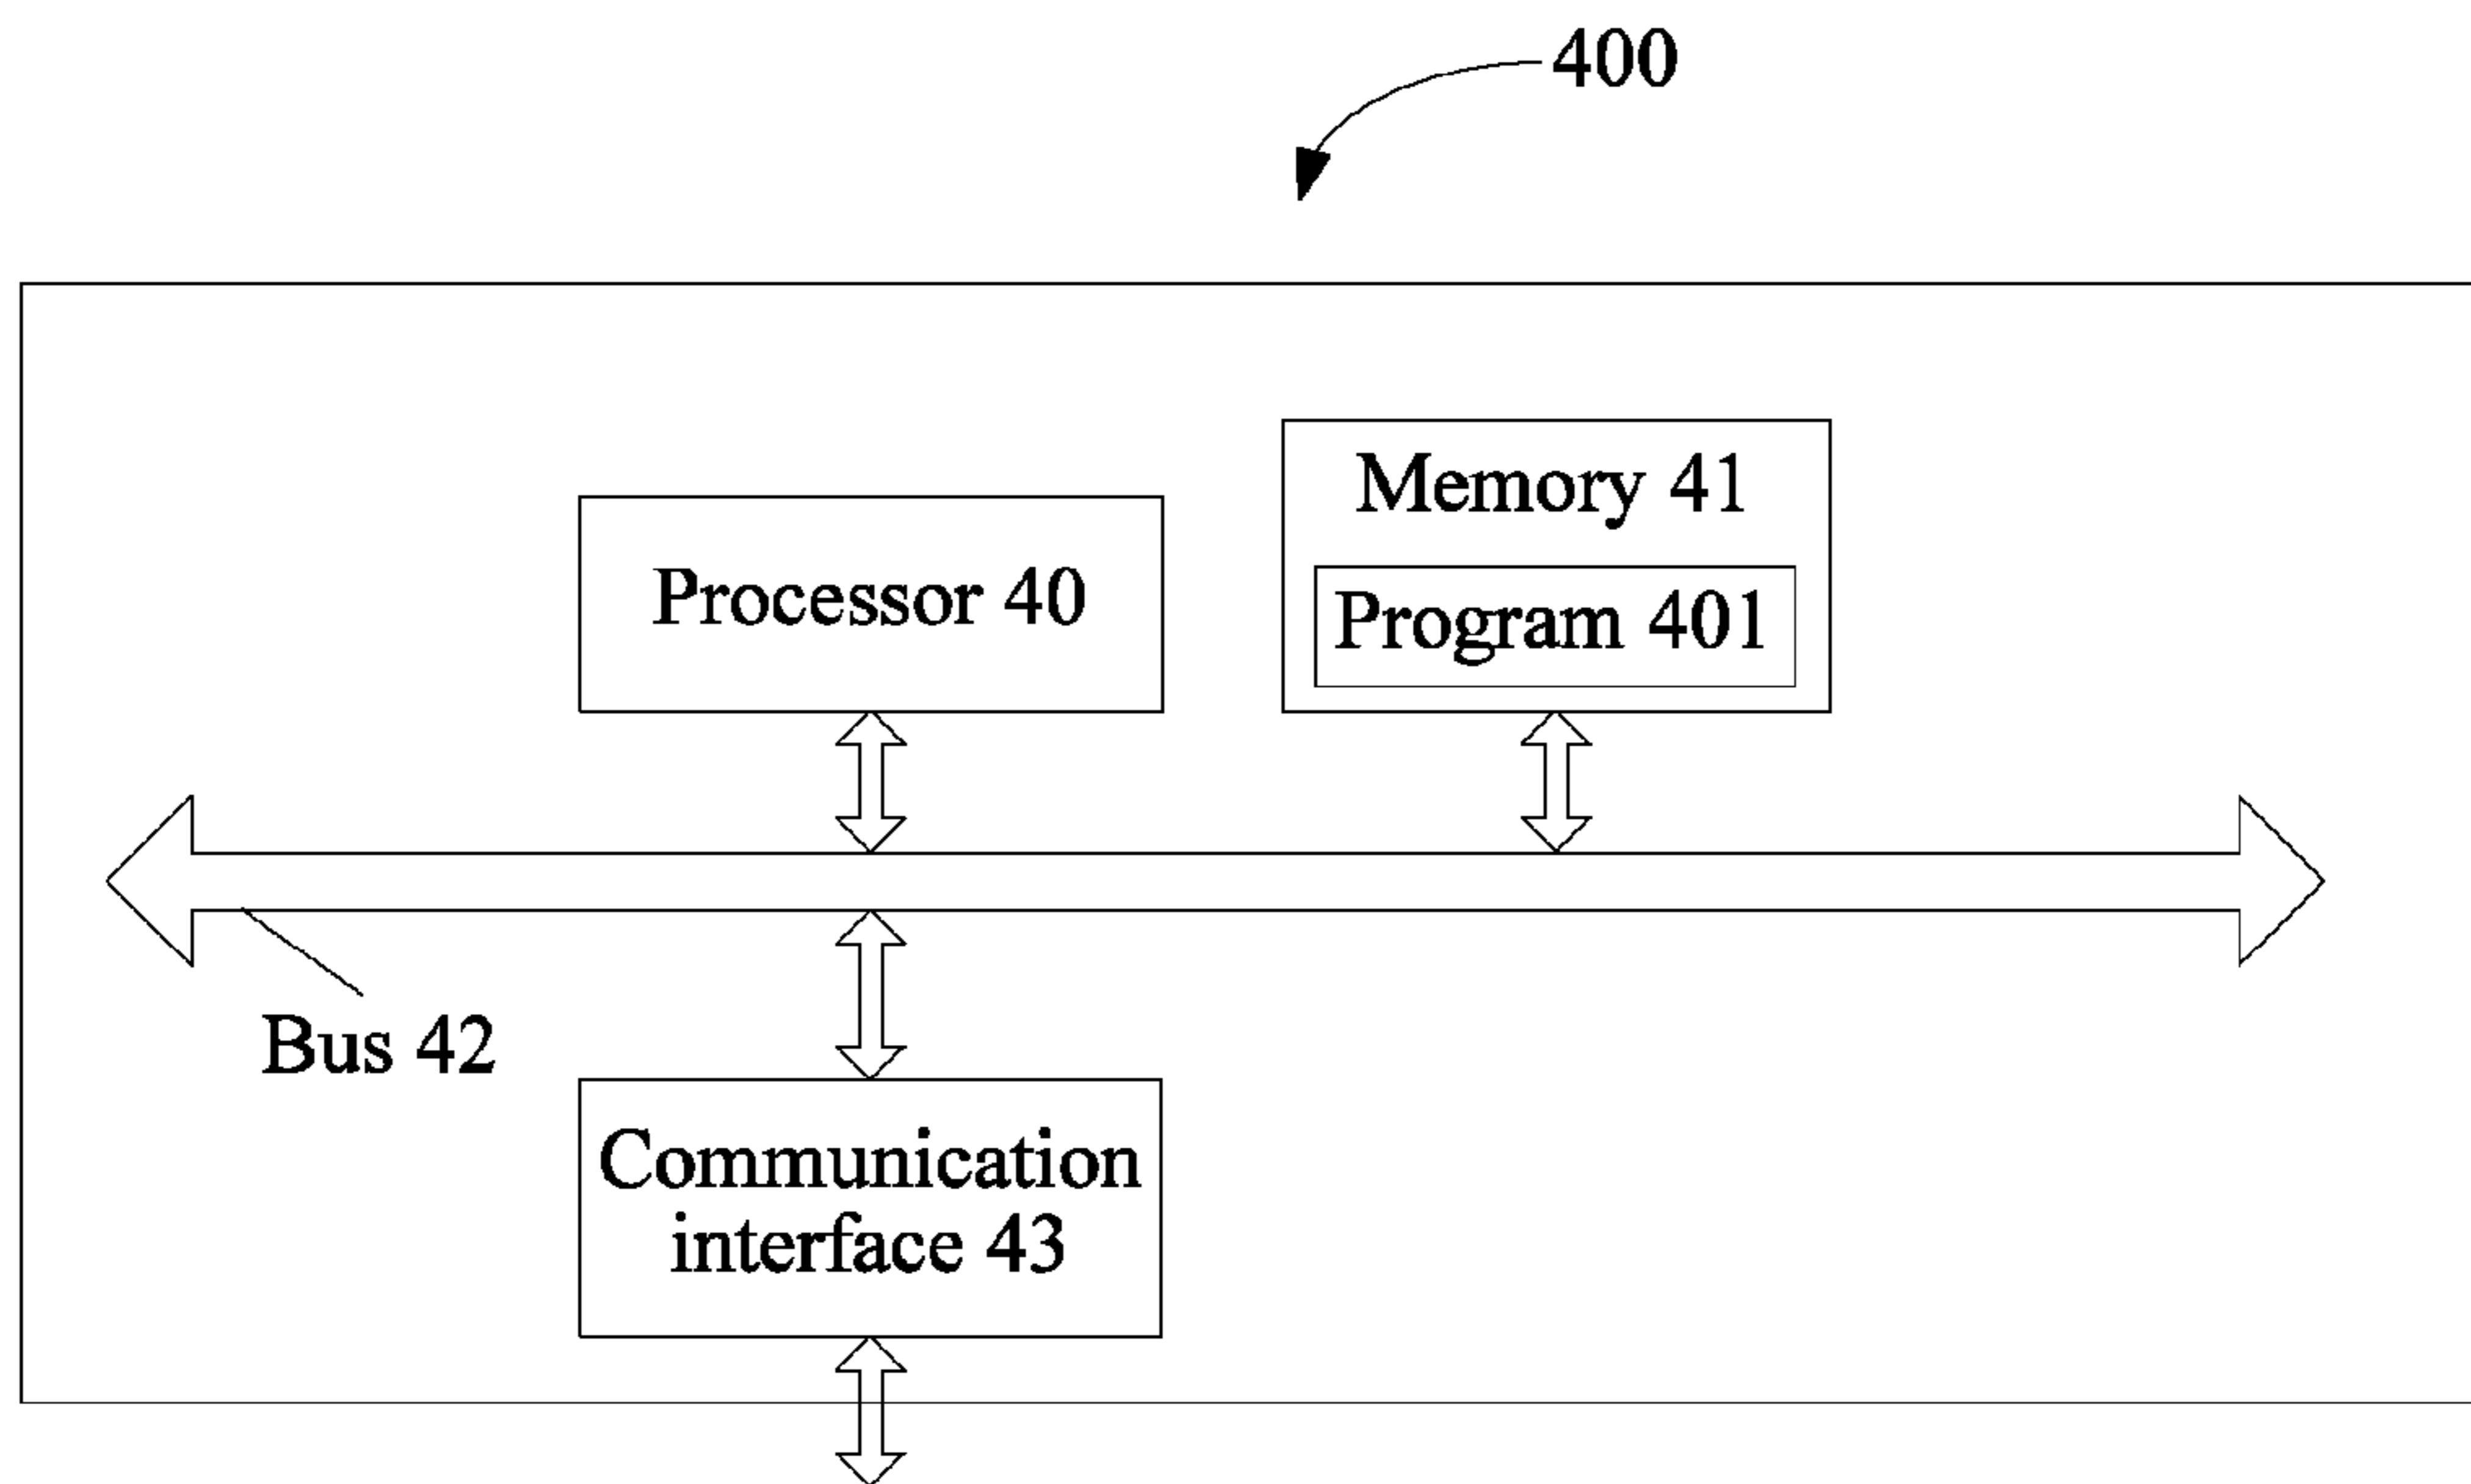 400
Memory 41
Processor 40
Program 401
Bus 42
Communication
interface 43